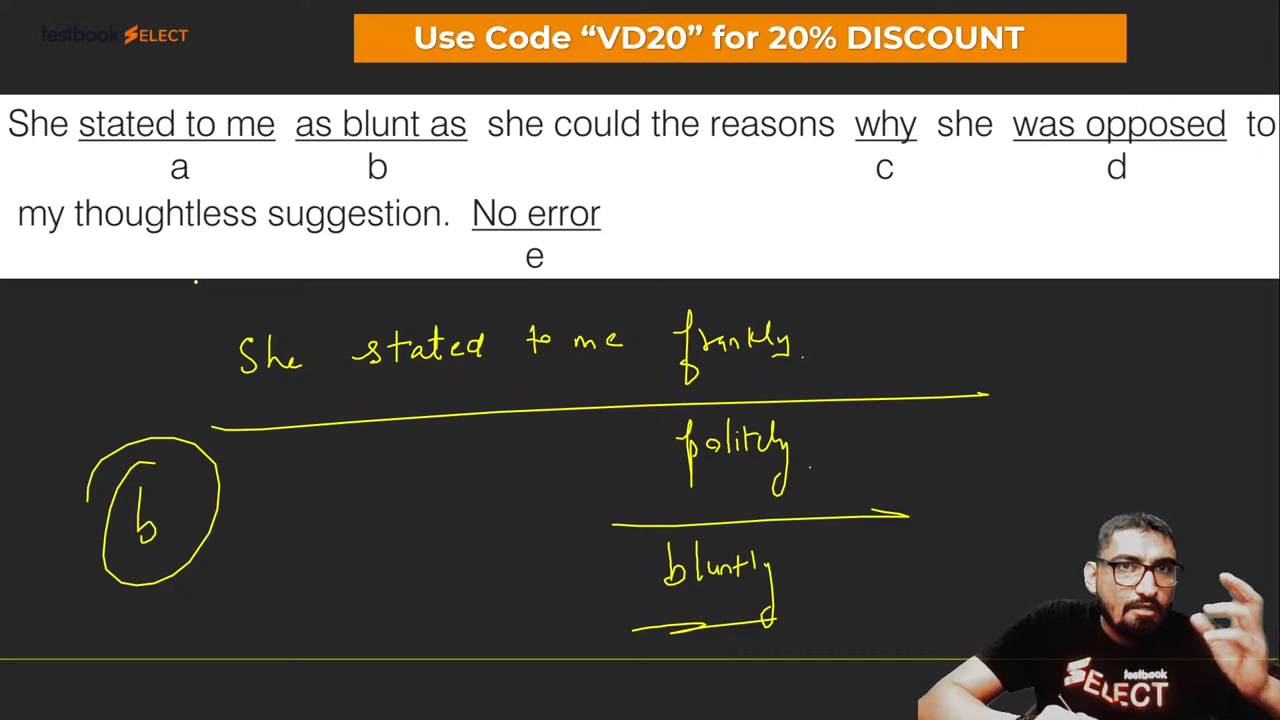 testbook SELECT
Use Code “VD20” for 20% DISCOUNT
She stated to me as blunt as she could the reasons why she was opposed to
a b c d
my thoughtless suggestion. No error
e
She stated to me frankly.
politely
b
bluntly
testbook
SELECT